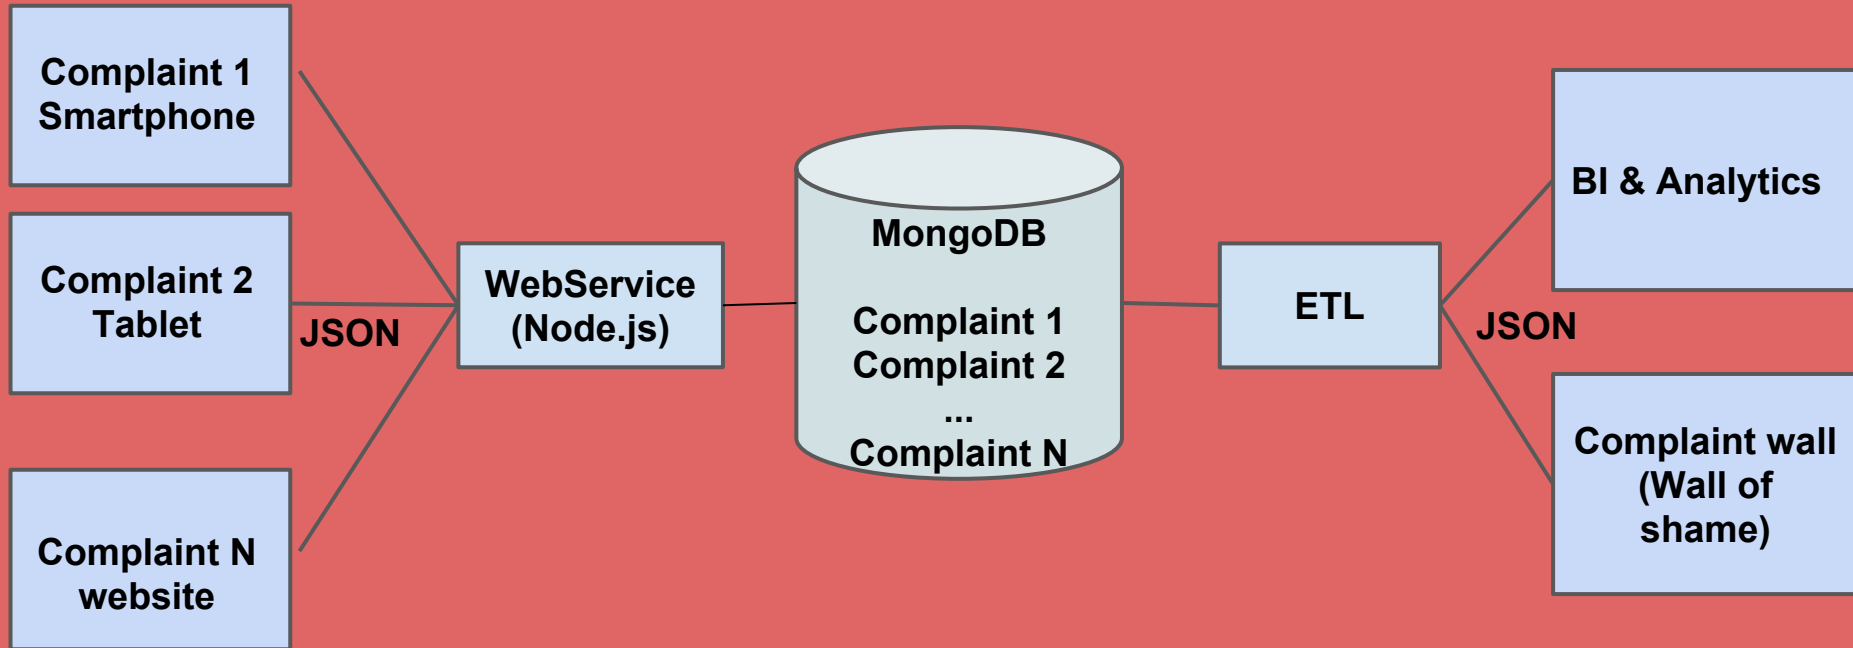 Complaint 1
Smartphone
Complaint 2
Tablet
JSON
Complaint N
website
WebService
(Node.js)
MongoDB
Complaint 1
Complaint 2
...
Complaint N
ETL
JSON
BI & Analytics
Complaint wall
(Wall of
shame)